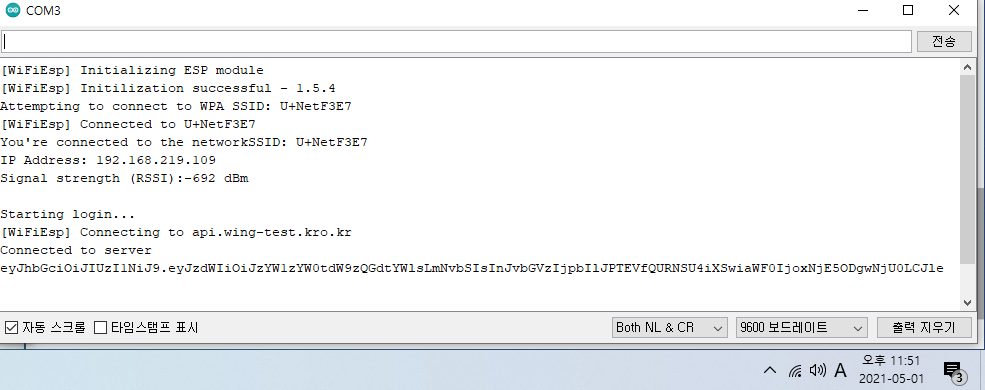 COM3
전송
[WiFiEsp] Initializing ESP module
[WiFiEsp] Initilization successful - 1.5.4
Attempting to connect to WPA SSID: U+NetF3E7
[WiFiEsp] Connected to U+NetF3E7
You're connected to the networkSSID: U+NetF3E7
IP Address: 192.168.219.109
Signal strength (RSSI):-692 dBm
Starting login...
[WiFiEsp] Connecting to api.wing-test.kro.kr
Connected to server
eyJhbGciOiJIUzI1NiJ9.eyJzdWIiOiJzYW1zYW0tdW9zQGdtYWlsLmNvbSIsInJvbGVzIjpbIlJPTEVfQURNSU4iXSwiaWF0IjoxNjE5ODgwNjU0LCJle
자동 스크롤 타임스탬프 표시 Both NL & CR 9600 보드레이트 출력 지우기
A 오후 11:51
2021-05-01 3